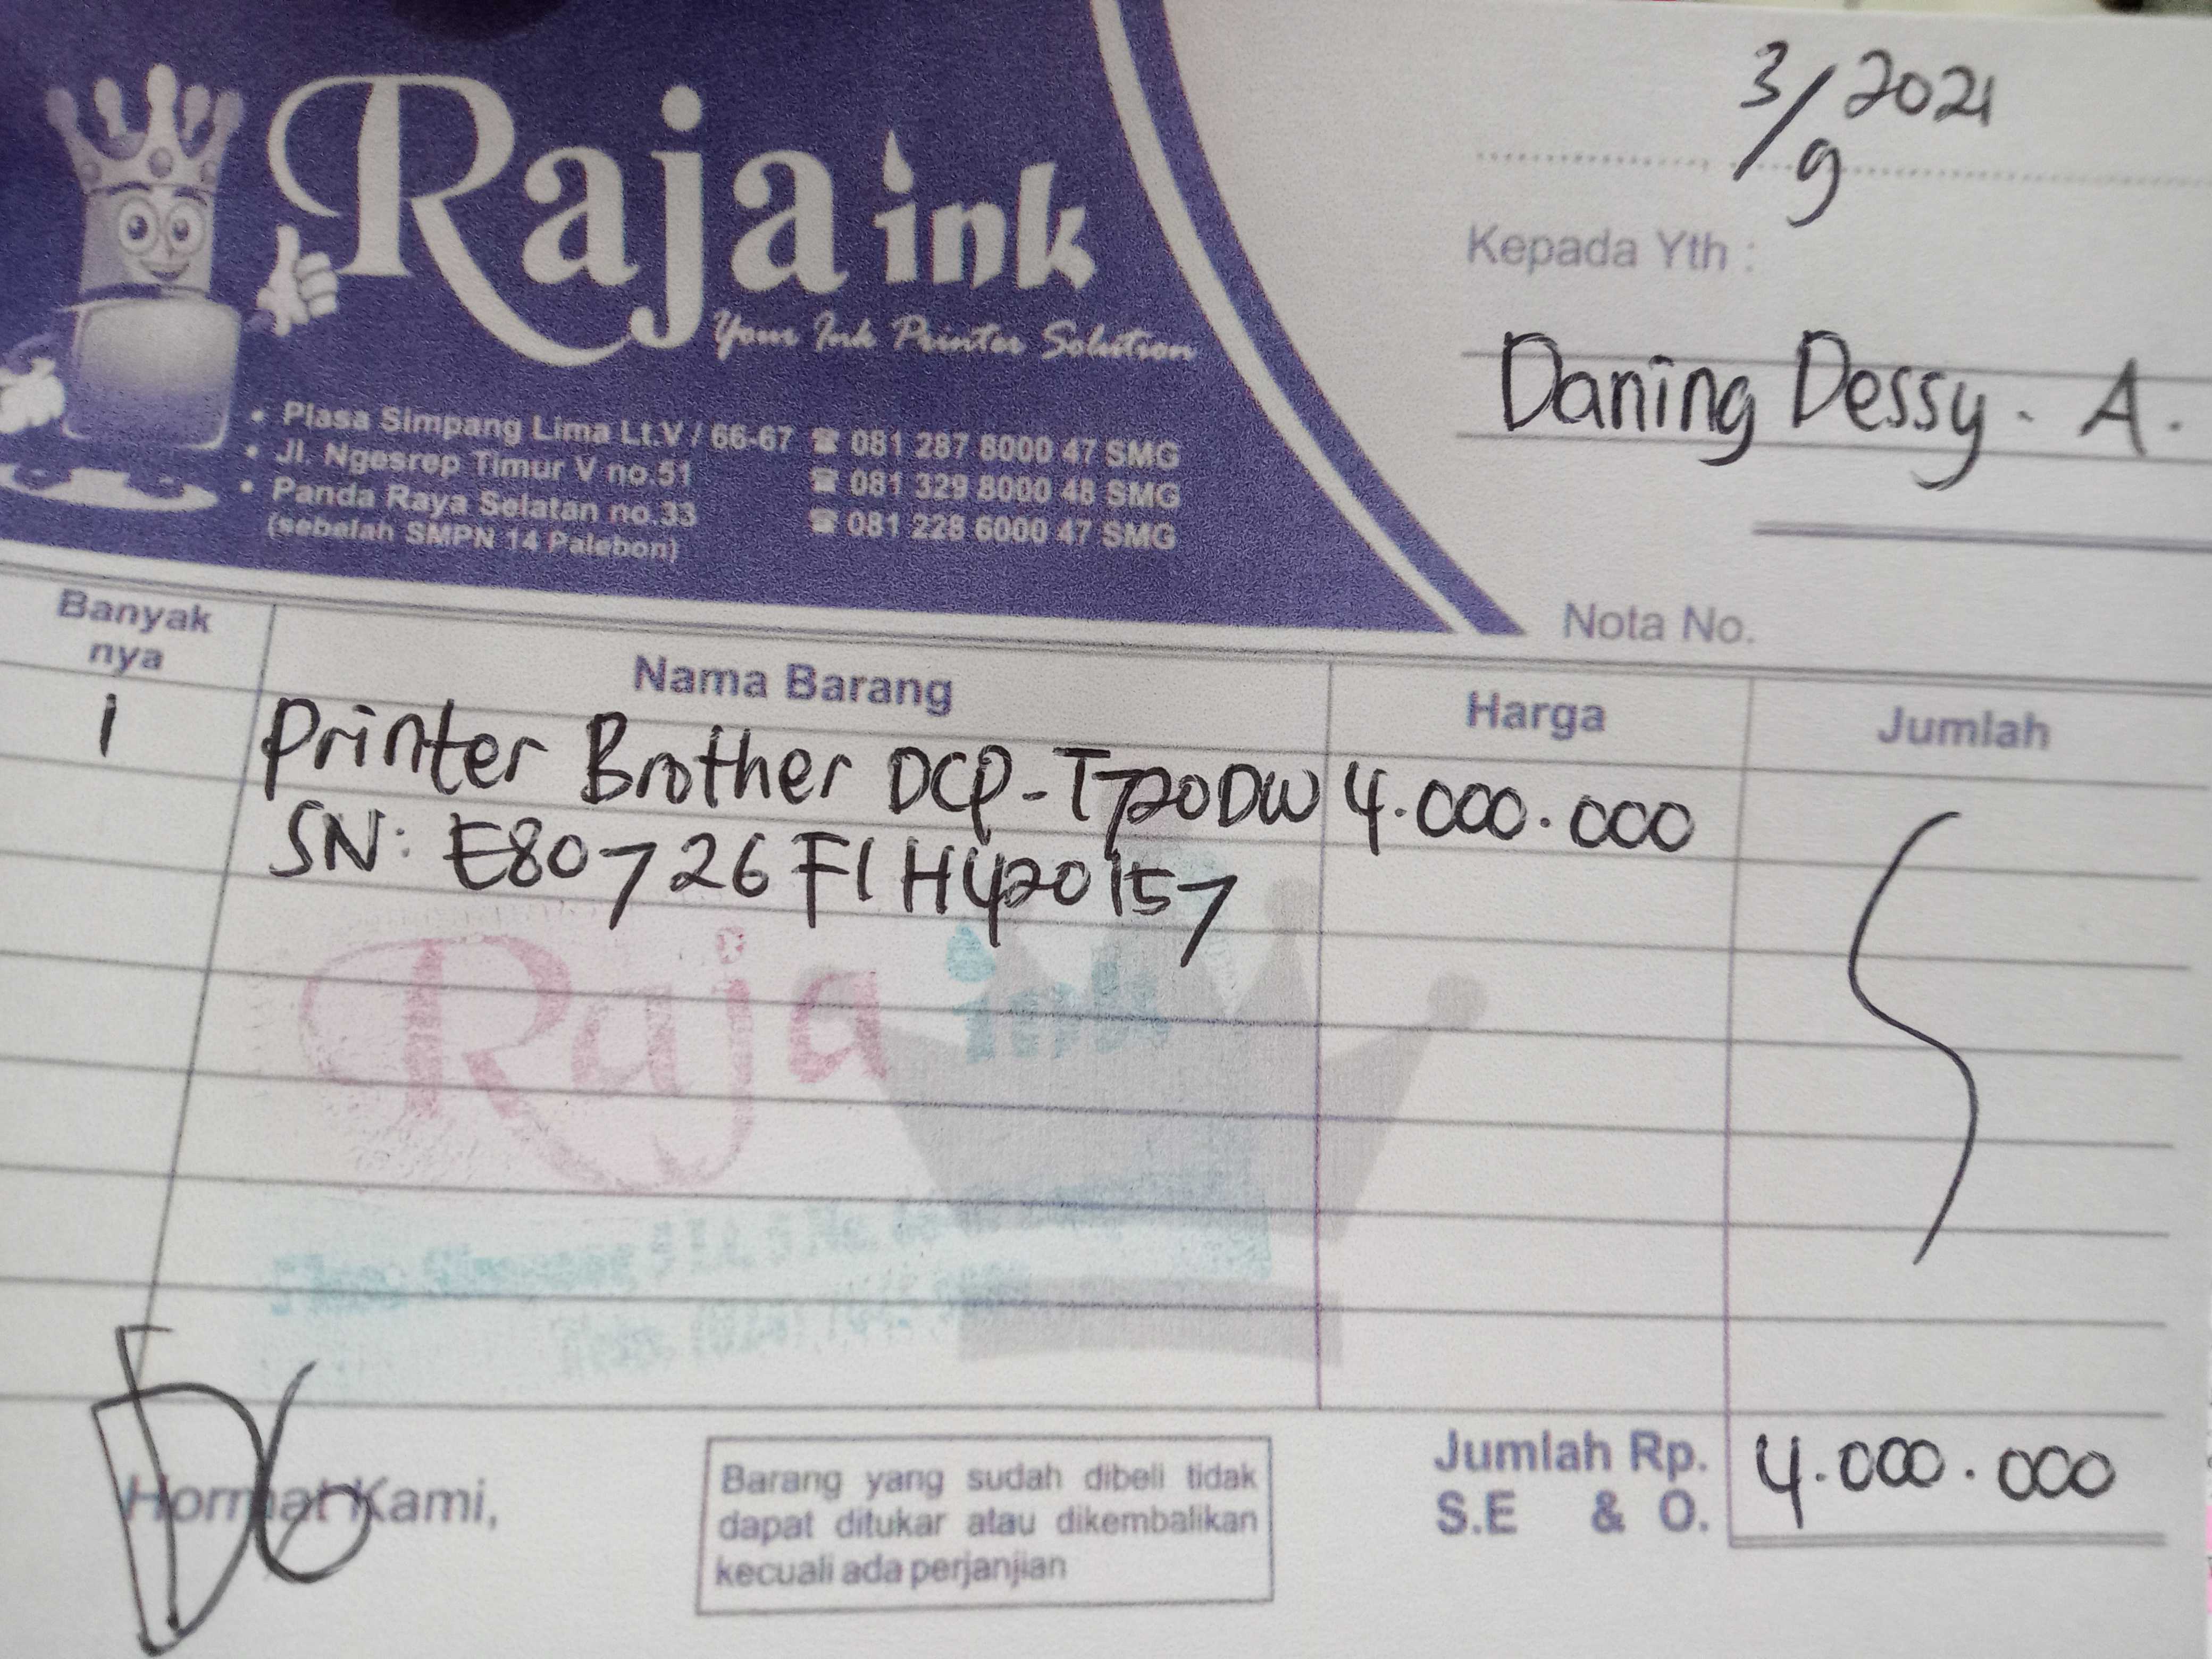 Raja ink
Your Ink Printer Solution
• Plasa Simpang Lima Lt.V / 66-67 ☎ 081 287 8000 47 SMG
• Jl. Ngesrep Timur V no.51 ☎ 081 329 8000 48 SMG
• Panda Raya Selatan no.33 ☎ 081 228 6000 47 SMG
(sebelah SMPN 14 Palebon)
3/9 2021
Kepada Yth :
Daning Dessy . A.
Nota No.
Banyak nya Nama Barang Harga Jumlah
1 Printer Brother DCP-T720DW 4.000.000
SN: E80726F1H420157
Raja ink
Hormat Kami,
Barang yang sudah dibeli tidak
dapat ditukar atau dikembalikan
kecuali ada perjanjian
Jumlah Rp. 4.000.000
S.E & O.